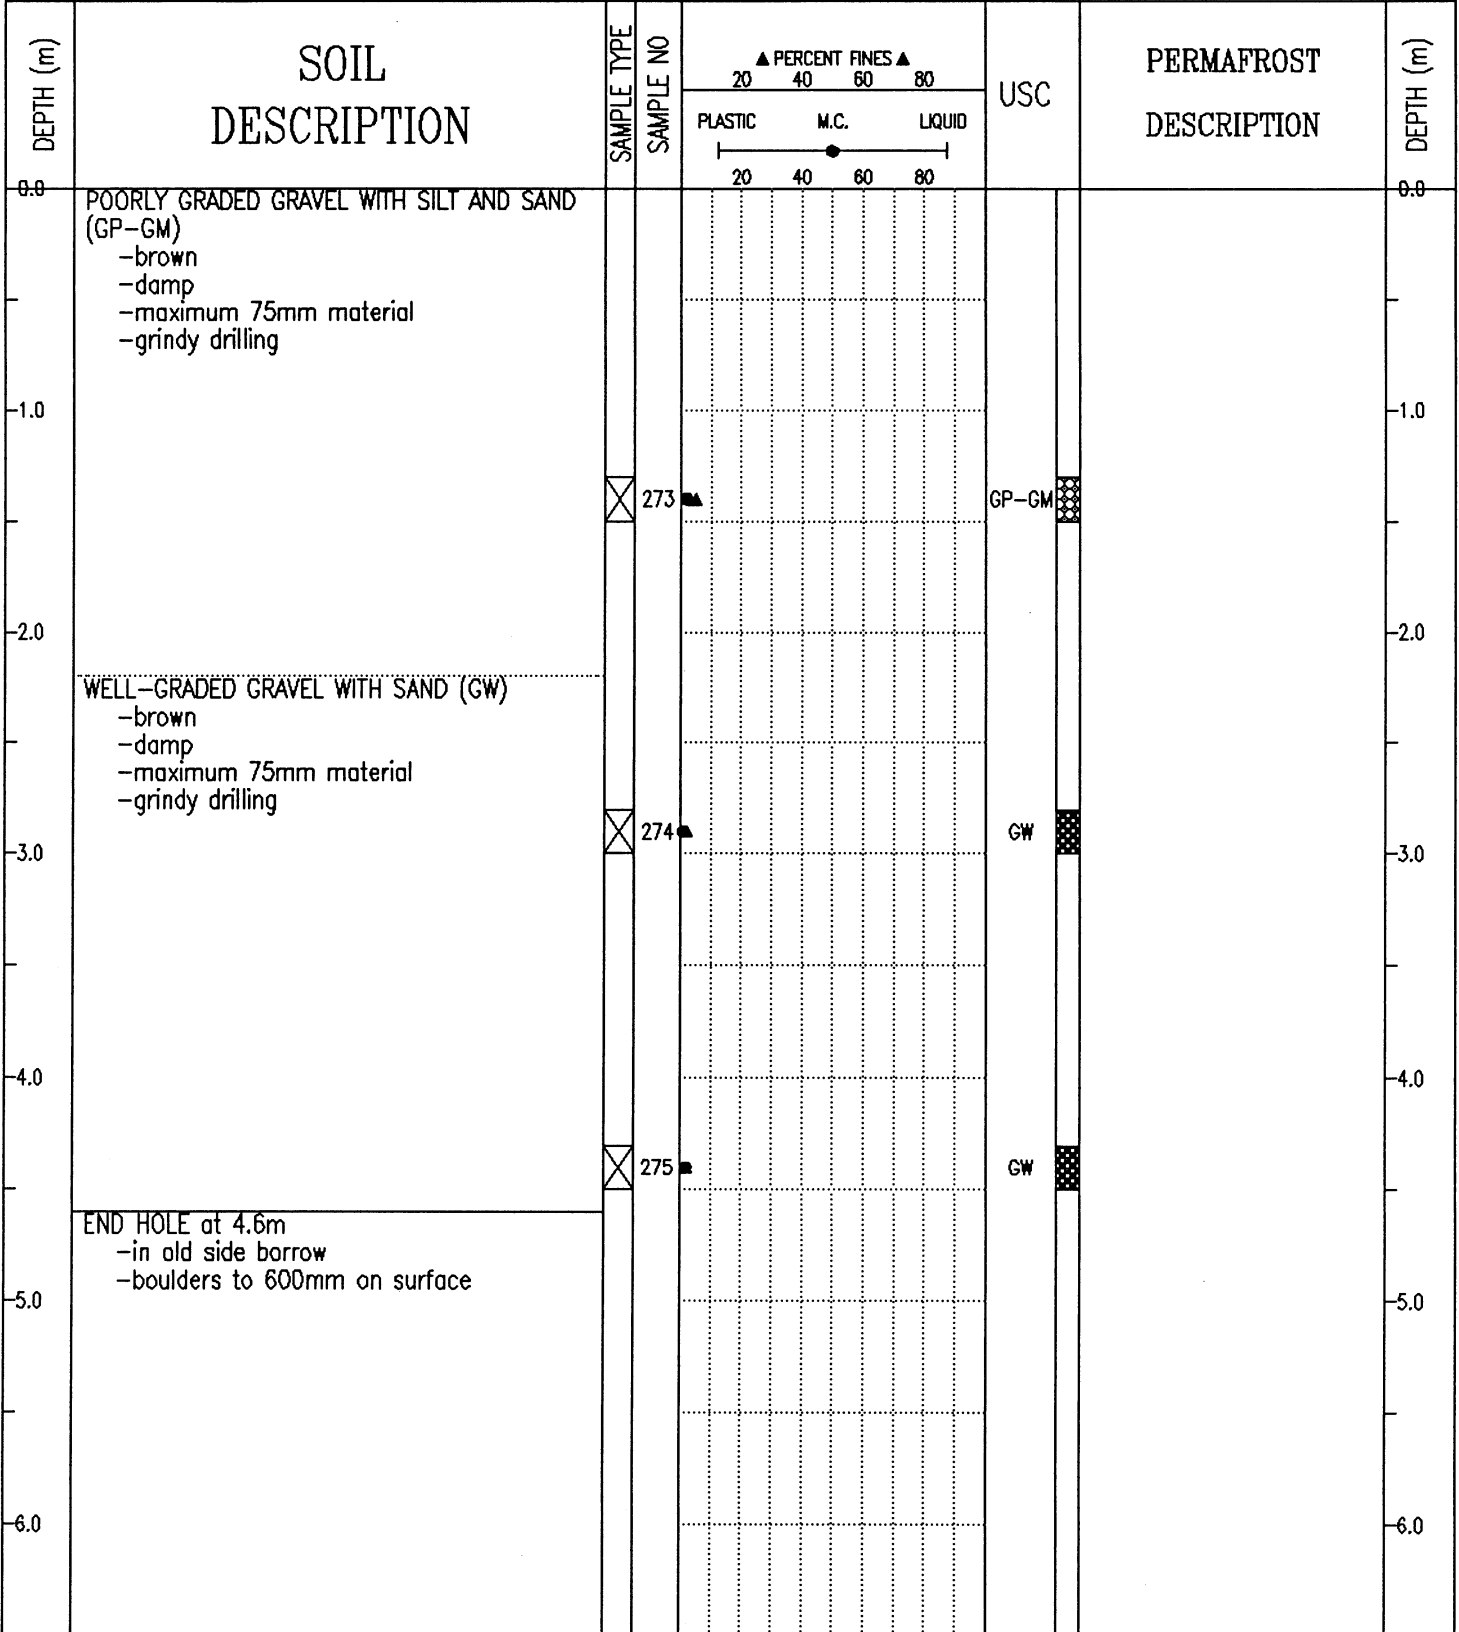 DEPTH (m)
SOIL
DESCRIPTION
SAMPLE TYPE
SAMPLE NO
▲ PERCENT FINES ▲
20 40 60 80
PLASTIC M.C. LIQUID
20 40 60 80
USC
PERMAFROST
DESCRIPTION
DEPTH (m)
0.0
POORLY GRADED GRAVEL WITH SILT AND SAND
(GP-GM)
-brown
-damp
-maximum 75mm material
-grindy drilling
0.0
1.0
1.0
273
GP-GM
2.0
2.0
WELL-GRADED GRAVEL WITH SAND (GW)
-brown
-damp
-maximum 75mm material
-grindy drilling
274
GW
3.0
3.0
4.0
4.0
275
GW
END HOLE at 4.6m
-in old side borrow
-boulders to 600mm on surface
5.0
5.0
6.0
6.0